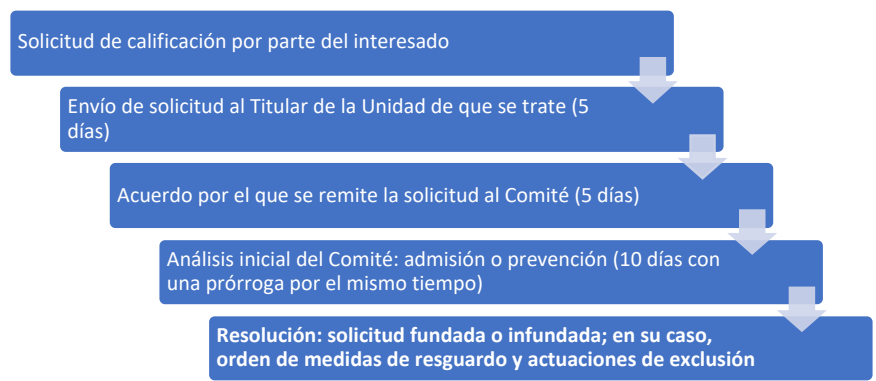 Solicitud de calificación por parte del interesado
Envío de solicitud al Titular de la Unidad de que se trate (5
días)
Acuerdo por el que se remite la solicitud al Comité (5 días)
Análisis inicial del Comité: admisión o prevención (10 días con
una prórroga por el mismo tiempo)
Resolución: solicitud fundada o infundada; en su caso,
orden de medidas de resguardo y actuaciones de exclusión